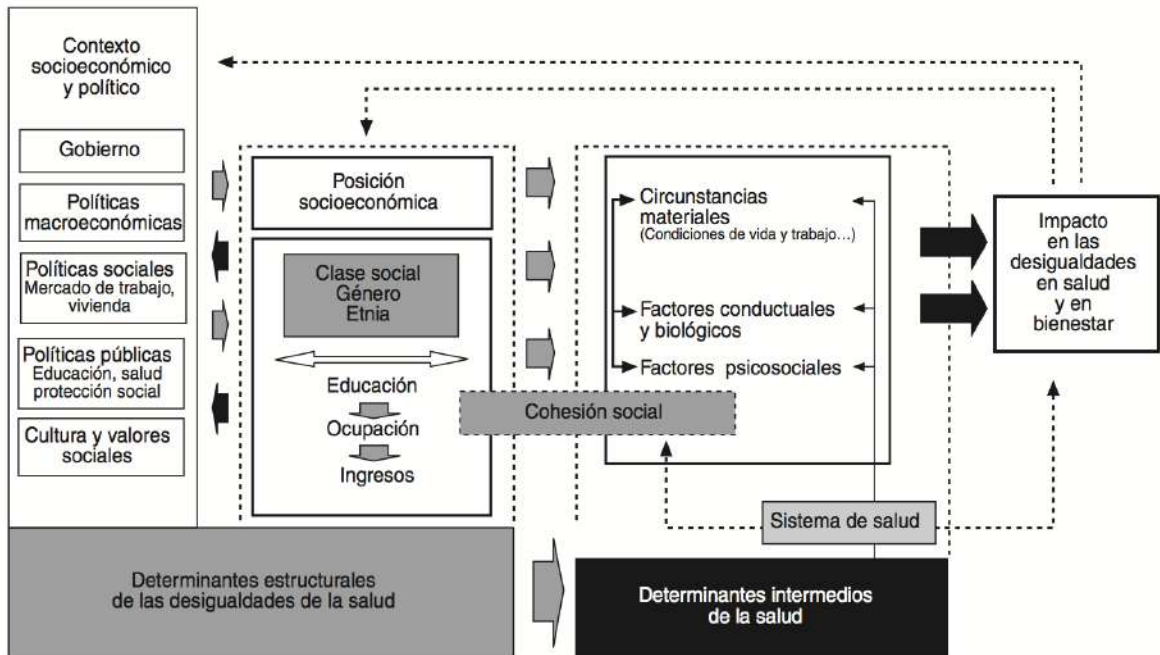 Contexto
socioeconómico
y político
Gobierno
Políticas
macroeconómicas
Políticas sociales
Mercado de trabajo,
vivienda
Políticas públicas
Educación, salud
protección social
Cultura y valores
sociales
Posición
socioeconómica
Clase social
Género
Etnia
Educación
Ocupación
Ingresos
Cohesión social
Circunstancias
materiales
(Condiciones de vida y trabajo...)
Factores conductuales
y biológicos
Factores psicosociales
Sistema de salud
Impacto
en las
desigualdades
en salud
y en
bienestar
Determinantes estructurales
de las desigualdades de la salud
Determinantes intermedios
de la salud